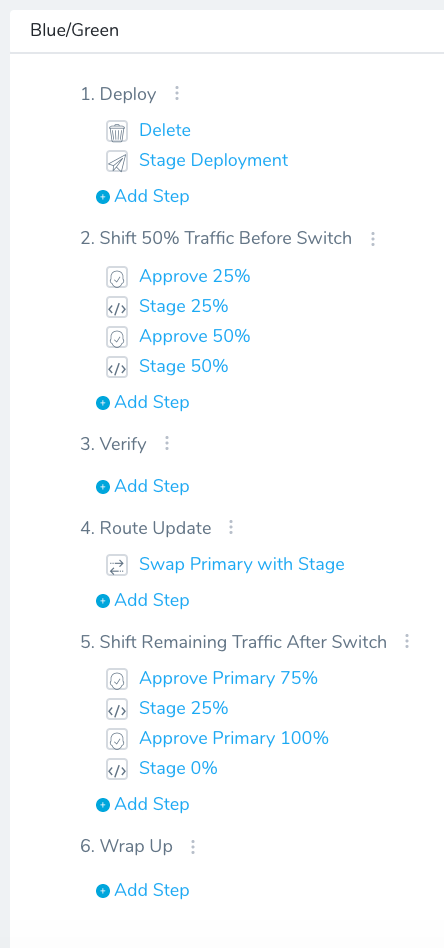 Blue/Green
1. Deploy
Delete
Stage Deployment
Add Step
2. Shift 50% Traffic Before Switch
Approve 25%
Stage 25%
Approve 50%
Stage 50%
Add Step
3. Verify
Add Step
4. Route Update
Swap Primary with Stage
Add Step
5. Shift Remaining Traffic After Switch
Approve Primary 75%
Stage 25%
Approve Primary 100%
Stage 0%
Add Step
6. Wrap Up
Add Step